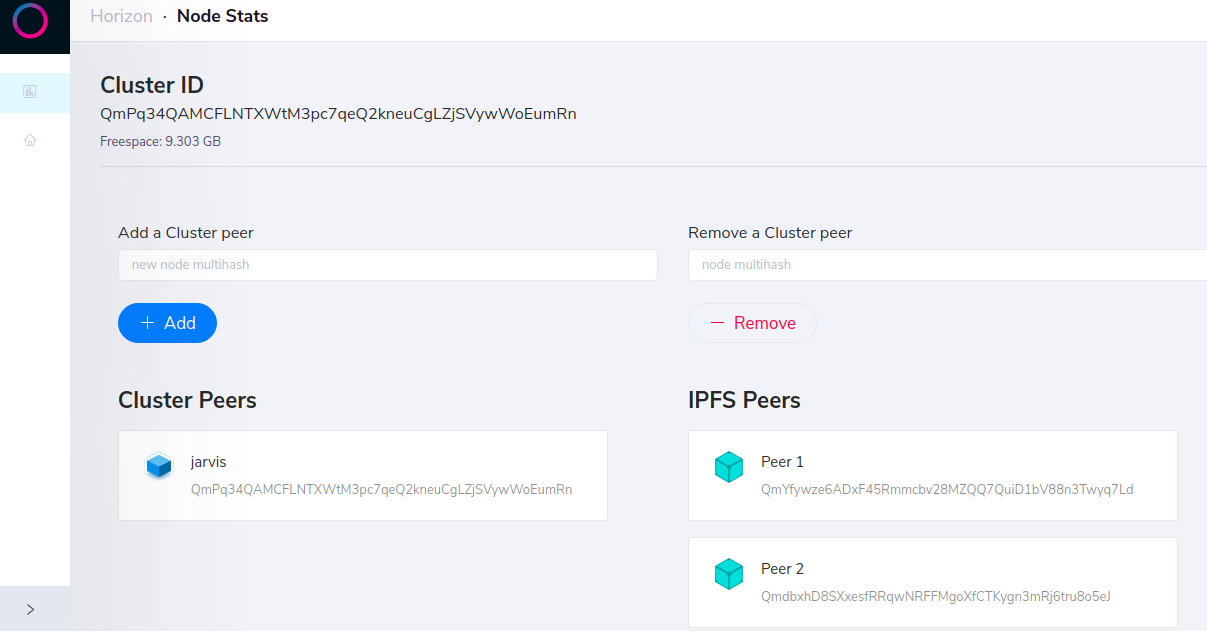 Horizon · Node Stats
Cluster ID
QmPq34QAMCFLNTXWtM3pc7qeQ2kneuCgLZjSVywWoEumRn
Freespace: 9.303 GB
Add a Cluster peer
new node multihash
+ Add
Remove a Cluster peer
node multihash
— Remove
Cluster Peers
jarvis
QmPq34QAMCFLNTXWtM3pc7qeQ2kneuCgLZjSVywWoEumRn
IPFS Peers
Peer 1
QmYfywze6ADxF45Rmmcbv28MZQQ7QuiD1bV88n3Twyq7Ld
Peer 2
QmdbxhD8SXxesfRRqwNRFFMgoXfCTKygn3mRj6tru8o5eJ